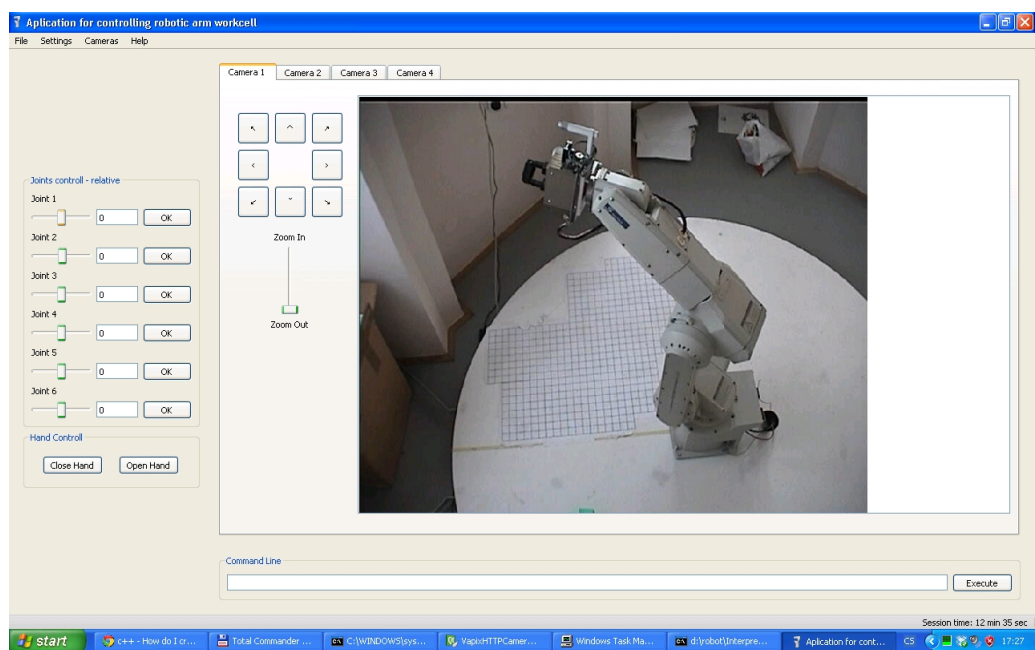 Aplication for controlling robotic arm workcell
File Settings Cameras Help
Camera 1 Camera 2 Camera 3 Camera 4
Zoom In
Zoom Out
Joints controll - relative
Joint 1
0 OK
Joint 2
0 OK
Joint 3
0 OK
Joint 4
0 OK
Joint 5
0 OK
Joint 6
0 OK
Hand Controll
Close Hand Open Hand
Command Line
Execute
Session time: 12 min 35 sec
start c++ - How do I cr... Total Commander ... C:\WINDOWS\sys... VapixHTTPCamer... Windows Task Ma... d:\robot\Interpre... Aplication for cont... CS 17:27